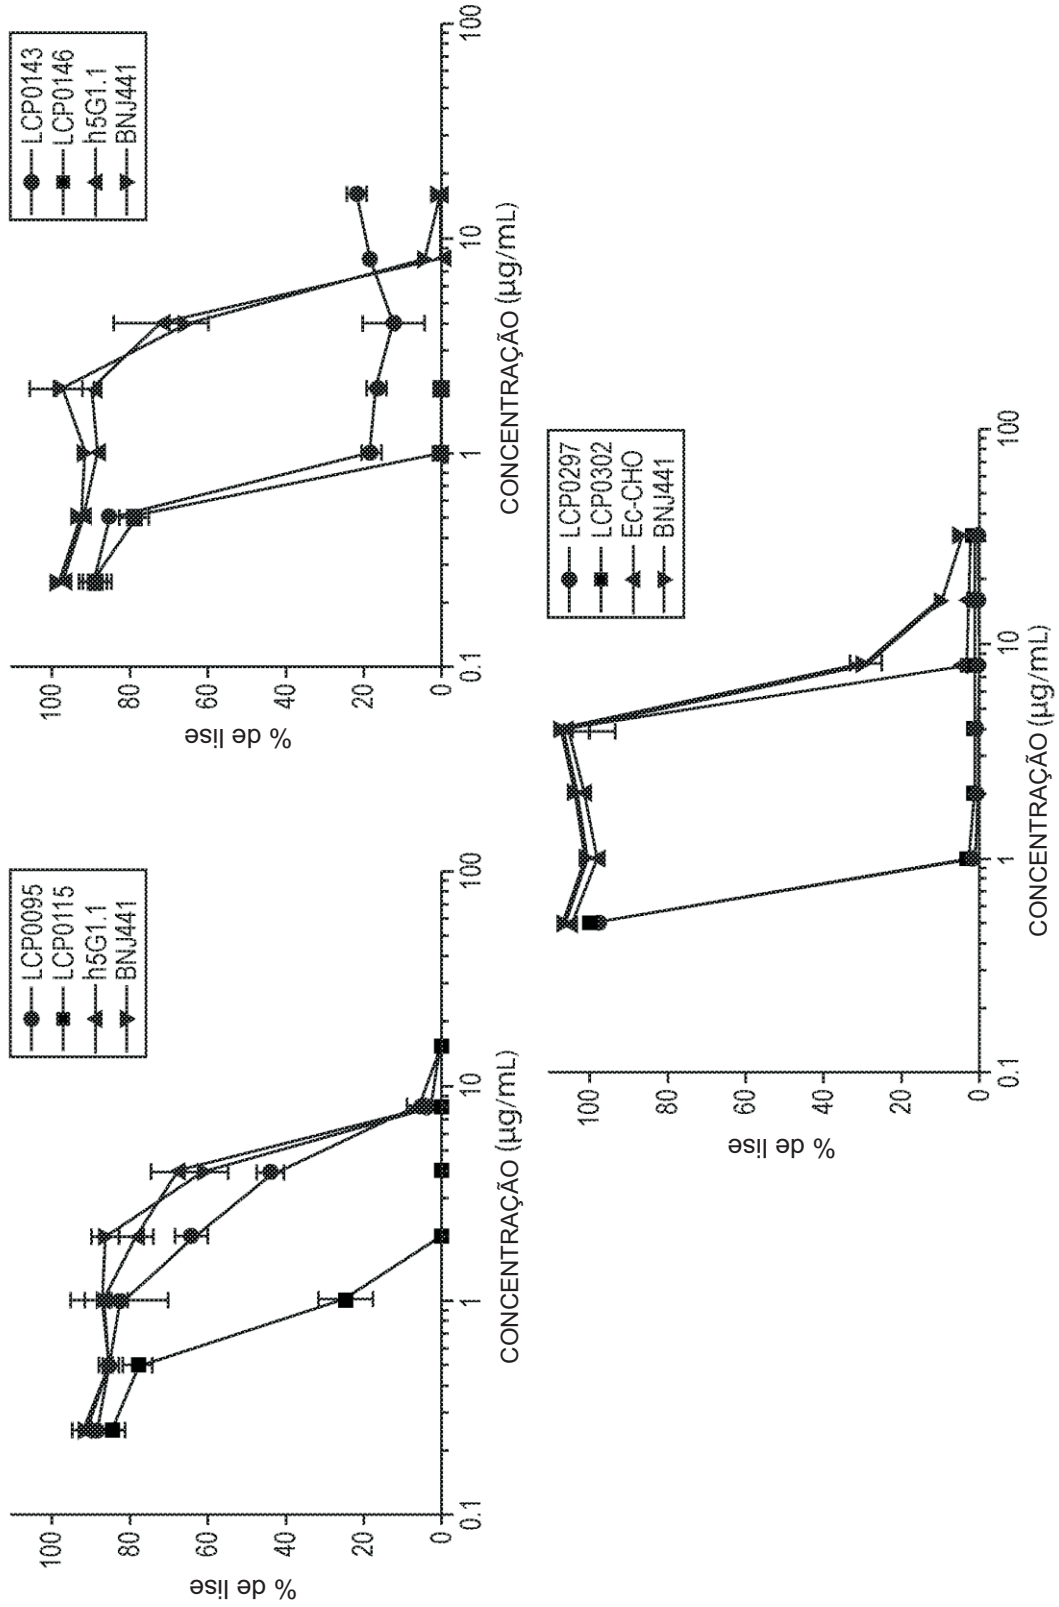 LCP0095
LCP0115
h5G1.1
BNJ441
% de lise
100
80
60
40
20
0
0.1
1
10
100
CONCENTRAÇÃO (µg/mL)
LCP0143
LCP0146
h5G1.1
BNJ441
% de lise
100
80
60
40
20
0
0.1
1
10
100
CONCENTRAÇÃO (µg/mL)
LCP0297
LCP0302
Ec-CHO
BNJ441
% de lise
100
80
60
40
20
0
0.1
1
10
100
CONCENTRAÇÃO (µg/mL)